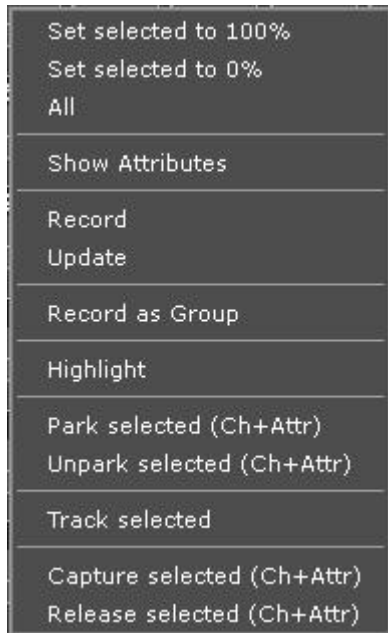 Set selected to 100%
Set selected to 0%
All
Show Attributes
Record
Update
Record as Group
Highlight
Park selected (Ch+Attr)
Unpark selected (Ch+Attr)
Track selected
Capture selected (Ch+Attr)
Release selected (Ch+Attr)